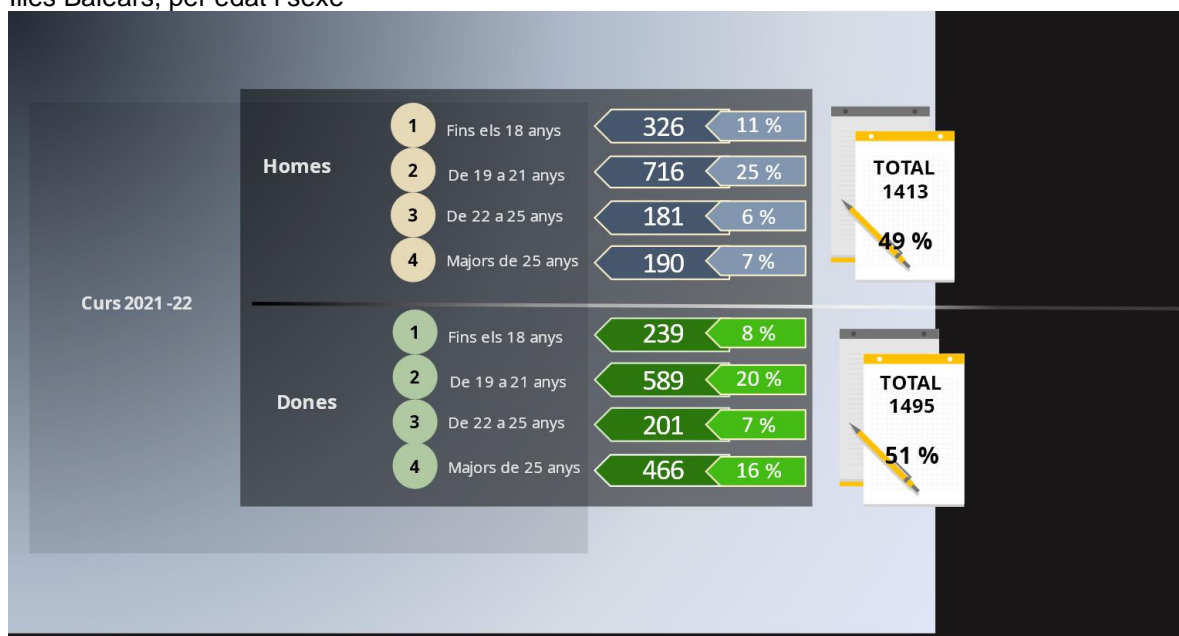 Illes Balears, per edat i sexe
Curs 2021 -22
Homes
1 Fins els 18 anys 326 11 %
2 De 19 a 21 anys 716 25 %
3 De 22 a 25 anys 181 6 %
4 Majors de 25 anys 190 7 %
TOTAL
1413
49 %
Dones
1 Fins els 18 anys 239 8 %
2 De 19 a 21 anys 589 20 %
3 De 22 a 25 anys 201 7 %
4 Majors de 25 anys 466 16 %
TOTAL
1495
51 %